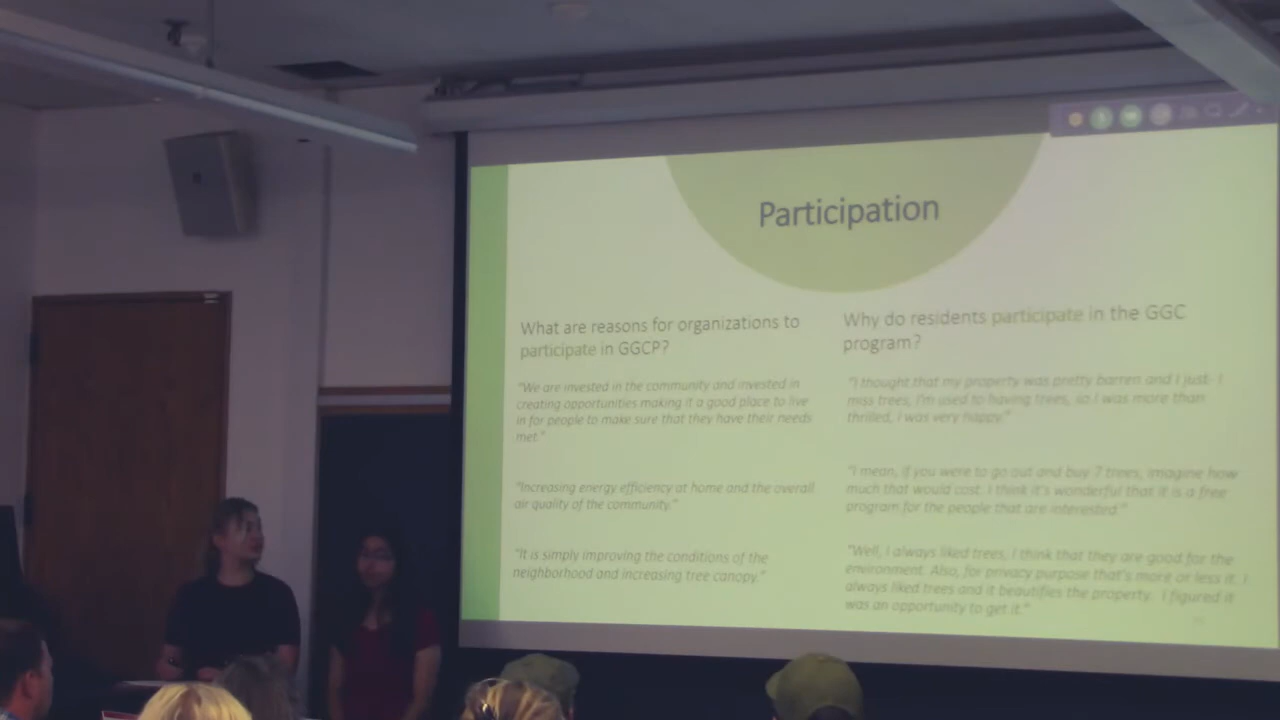 Participation
What are reasons for organizations to
participate in GGCP?
"We are invested in the community and invested in
creating opportunities making it a good place to live
in for people to make sure that they have their needs
met."
"Increasing energy efficiency at home and the overall
air quality of the community."
"It is simply improving the conditions of the
neighborhood and increasing tree canopy."
Why do residents participate in the GGC
program?
"I thought that my property was pretty barren and I just- I
miss trees, I'm used to having trees, so I was more than
thrilled. I was very happy."
"I mean, if you were to go out and buy 7 trees, imagine how
much that would cost. I think it's wonderful that it is a free
program for the people that are interested."
"Well, I always liked trees, I think that they are good for the
environment. Also, for privacy purpose that's more or less it. I
always liked trees and it beautifies the property. I figured it
was an opportunity to get it."